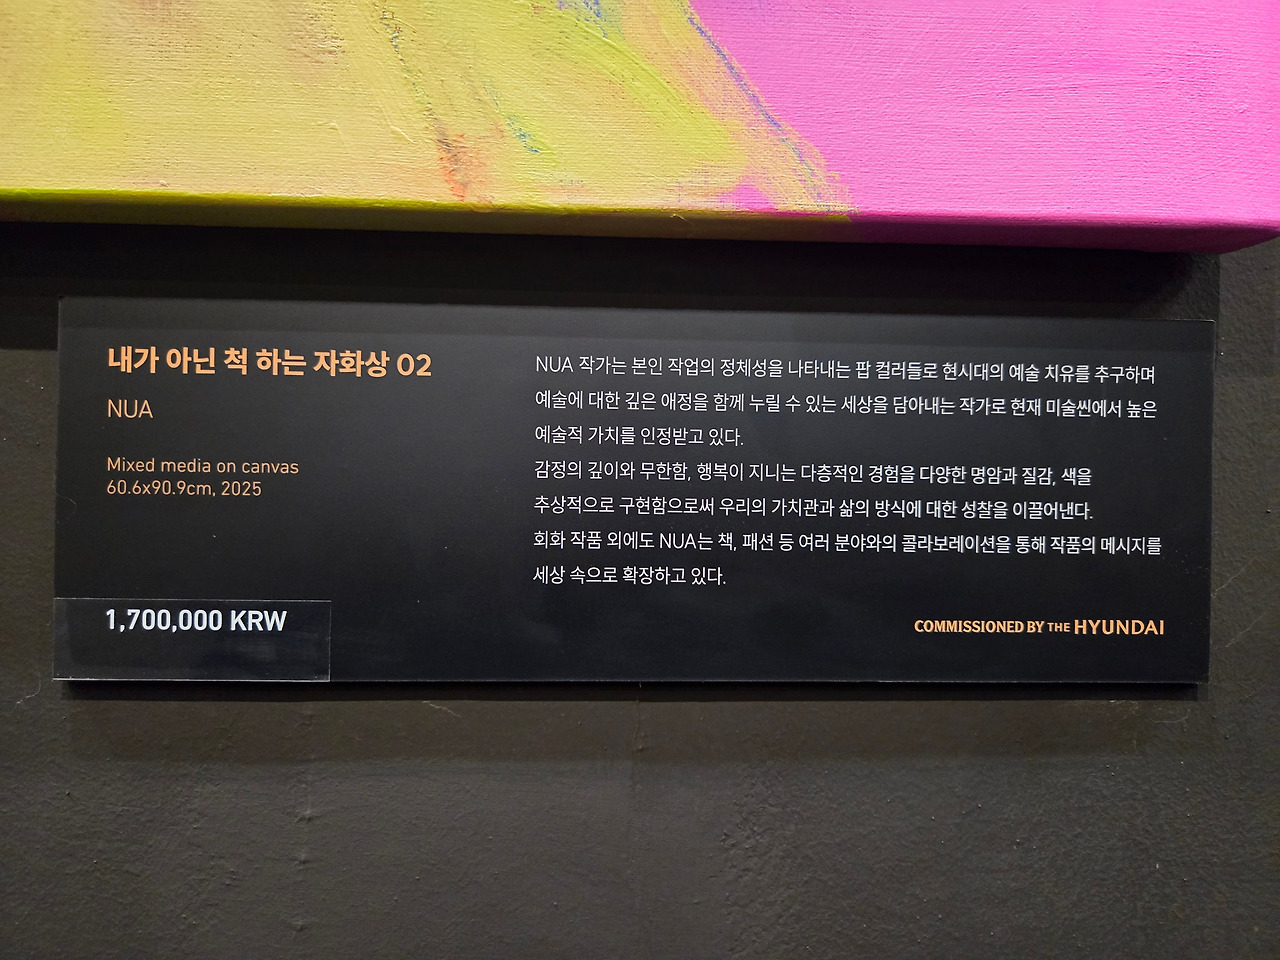 내가 아닌 척 하는 자화상 02
NUA
Mixed media on canvas
60.6x90.9cm, 2025
1,700,000 KRW
NUA 작가는 본인 작업의 정체성을 나타내는 팝 컬러들로 현시대의 예술 치유를 추구하며
예술에 대한 깊은 애정을 함께 누릴 수 있는 세상을 담아내는 작가로 현재 미술씬에서 높은
예술적 가치를 인정받고 있다.
감정의 깊이와 무한함, 행복이 지니는 다층적인 경험을 다양한 명암과 질감, 색을
추상적으로 구현함으로써 우리의 가치관과 삶의 방식에 대한 성찰을 이끌어낸다.
회화 작품 외에도 NUA는 책, 패션 등 여러 분야와의 콜라보레이션을 통해 작품의 메시지를
세상 속으로 확장하고 있다.
COMMISSIONED BY THE HYUNDAI